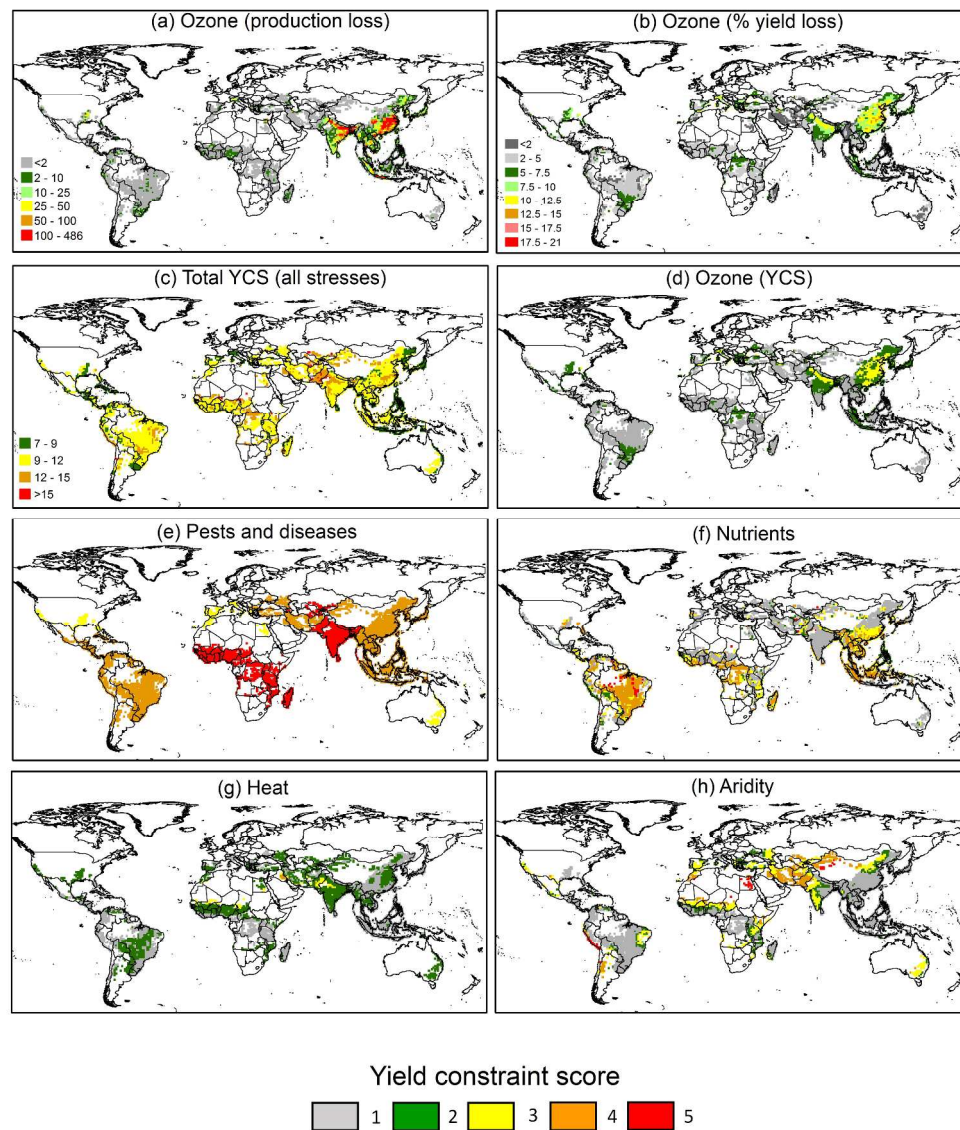 (a) Ozone (production loss)
<2
2 - 10
10 - 25
25 - 50
50 - 100
100 - 486
(b) Ozone (% yield loss)
<2
2 - 5
5 - 7.5
7.5 - 10
10 - 12.5
12.5 - 15
15 - 17.5
17.5 - 21
(c) Total YCS (all stresses)
7 - 9
9 - 12
12 - 15
>15
(d) Ozone (YCS)
(e) Pests and diseases
(f) Nutrients
(g) Heat
(h) Aridity
Yield constraint score
1 2 3 4 5